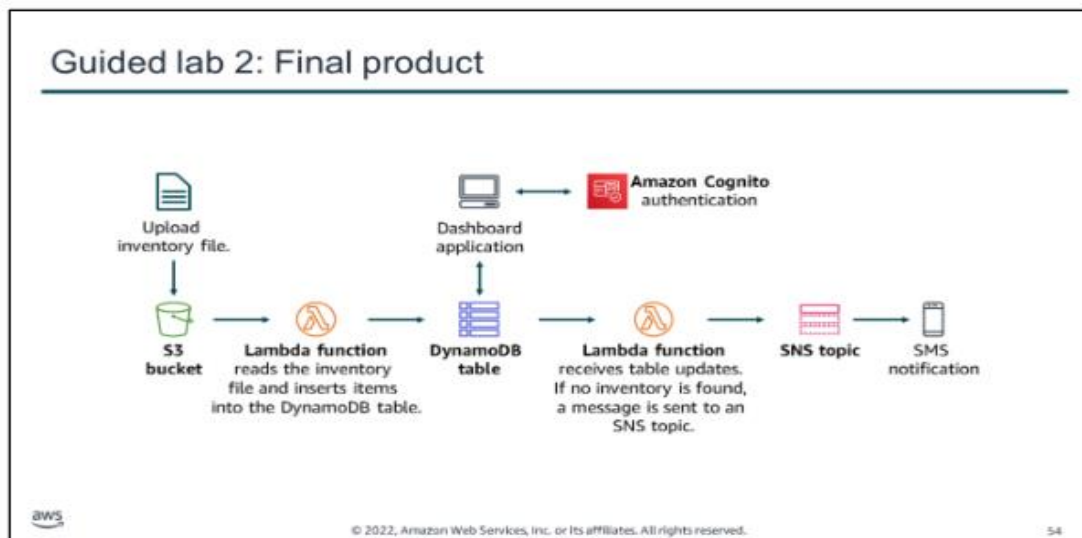 Guided lab 2: Final product
Upload
inventory file.
Dashboard
application
Amazon Cognito
authentication
S3
bucket
Lambda function
reads the inventory
file and inserts items
into the DynamoDB table.
DynamoDB
table
Lambda function
receives table updates.
If no inventory is found,
a message is sent to an
SNS topic.
SNS topic
SMS
notification
aws
© 2022, Amazon Web Services, Inc. or its affiliates. All rights reserved.
54